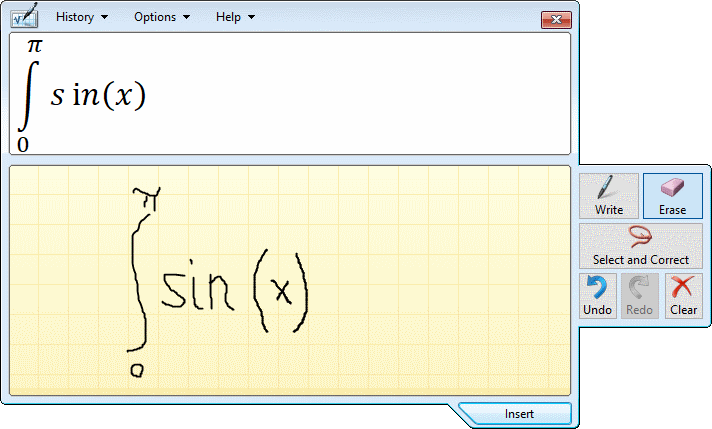 History Options Help
π
∫ s in(x)
0
π
∫ sin (x)
0
Write Erase
Select and Correct
Undo Redo Clear
Insert